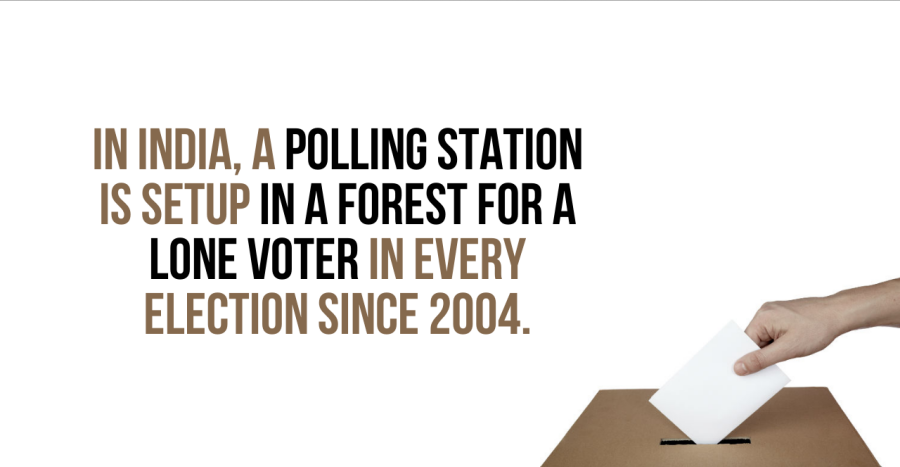 IN INDIA, A POLLING STATION
IS SETUP IN A FOREST FOR A
LONE VOTER IN EVERY
ELECTION SINCE 2004.